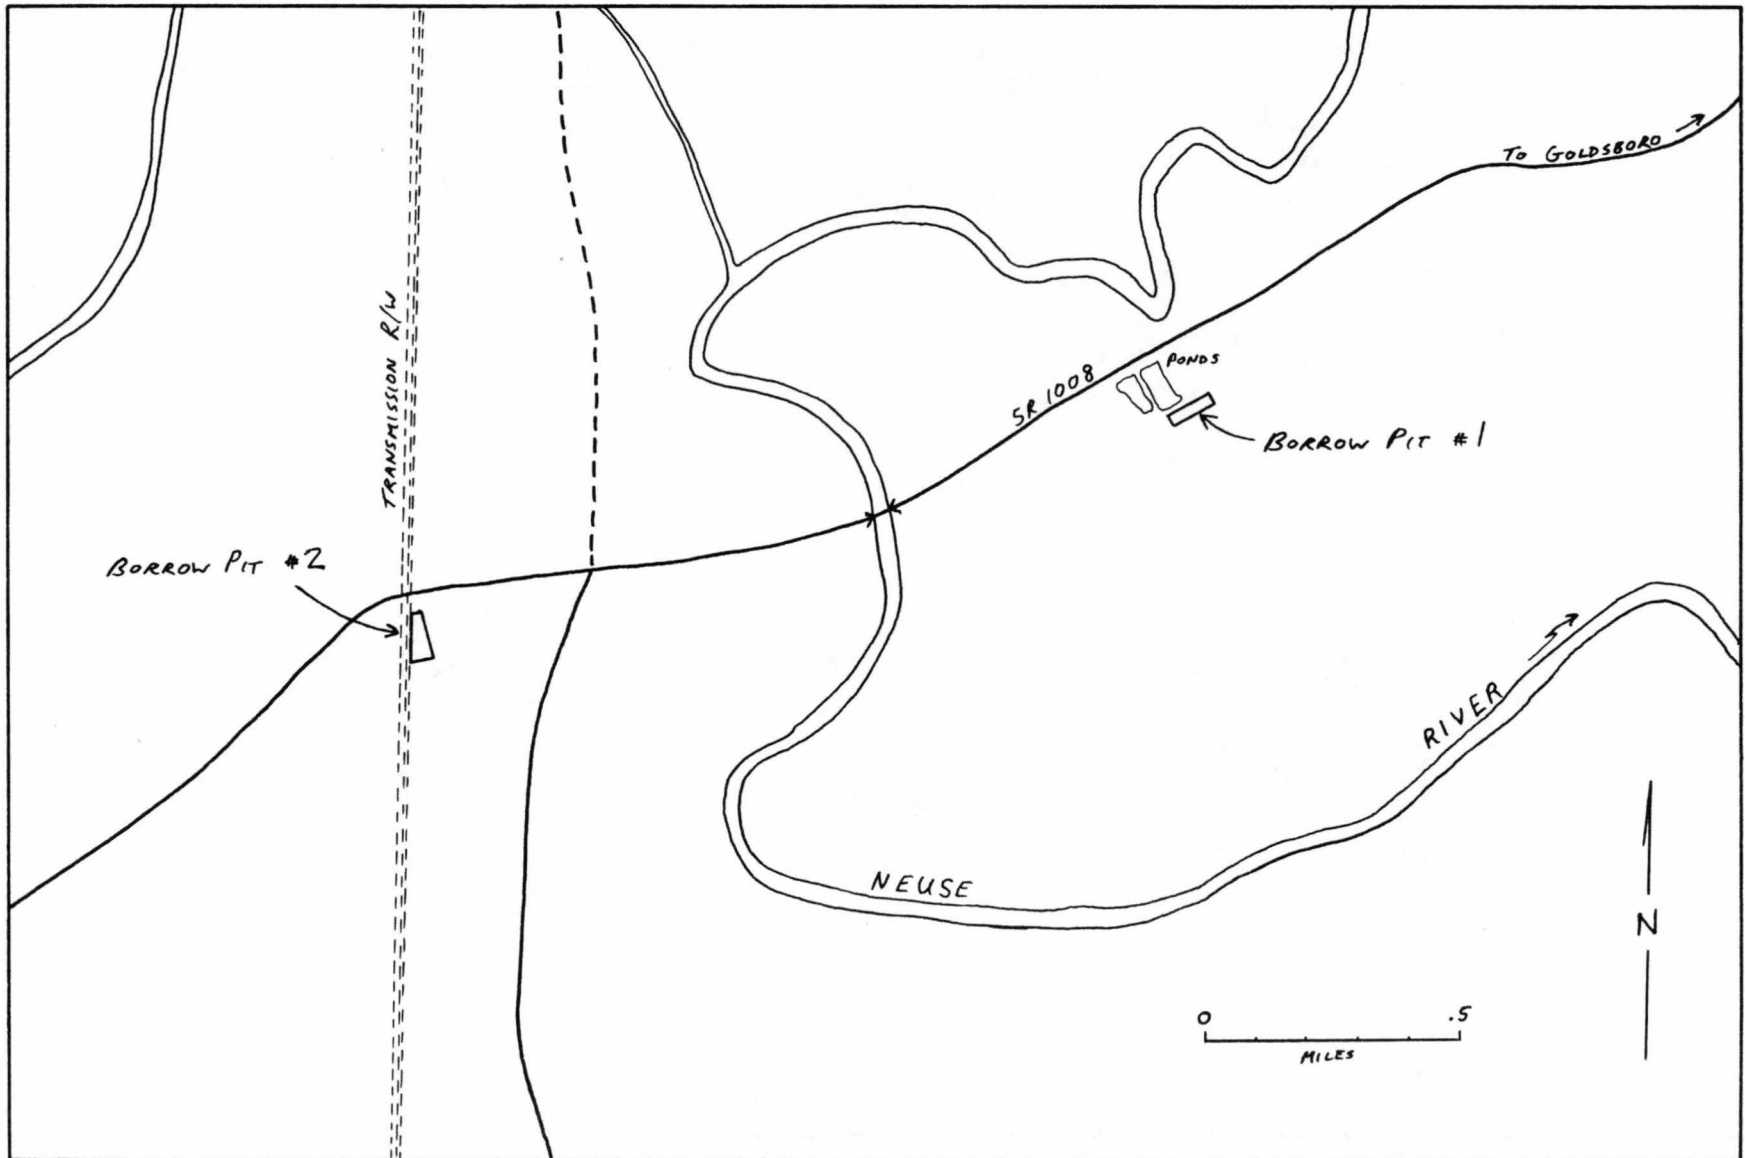 TO GOLDSBORO
TRANSMISSION R/W
PONDS
SR 1008
BORROW PIT #1
BORROW PIT #2
RIVER
NEUSE
N
0 .5
MILES